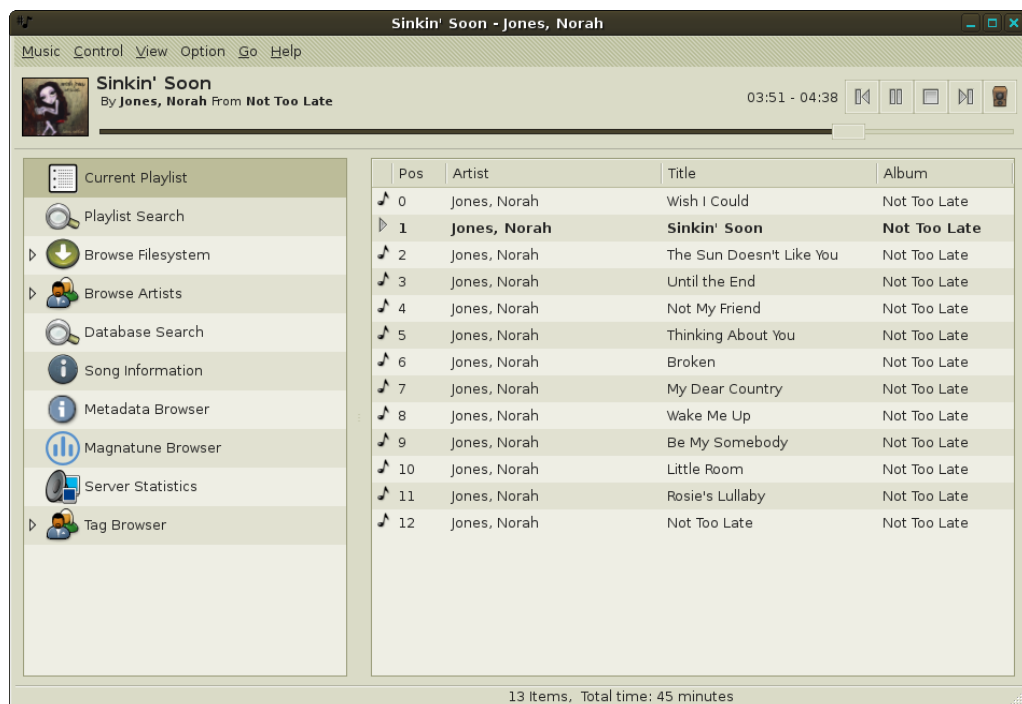 Sinkin' Soon - Jones, Norah
Music Control View Option Go Help
Sinkin' Soon
By Jones, Norah From Not Too Late
03:51 - 04:38
Current Playlist
Playlist Search
Browse Filesystem
Browse Artists
Database Search
Song Information
Metadata Browser
Magnatune Browser
Server Statistics
Tag Browser
Pos Artist Title Album
0 Jones, Norah Wish I Could Not Too Late
1 Jones, Norah Sinkin' Soon Not Too Late
2 Jones, Norah The Sun Doesn't Like You Not Too Late
3 Jones, Norah Until the End Not Too Late
4 Jones, Norah Not My Friend Not Too Late
5 Jones, Norah Thinking About You Not Too Late
6 Jones, Norah Broken Not Too Late
7 Jones, Norah My Dear Country Not Too Late
8 Jones, Norah Wake Me Up Not Too Late
9 Jones, Norah Be My Somebody Not Too Late
10 Jones, Norah Little Room Not Too Late
11 Jones, Norah Rosie's Lullaby Not Too Late
12 Jones, Norah Not Too Late Not Too Late
13 Items, Total time: 45 minutes